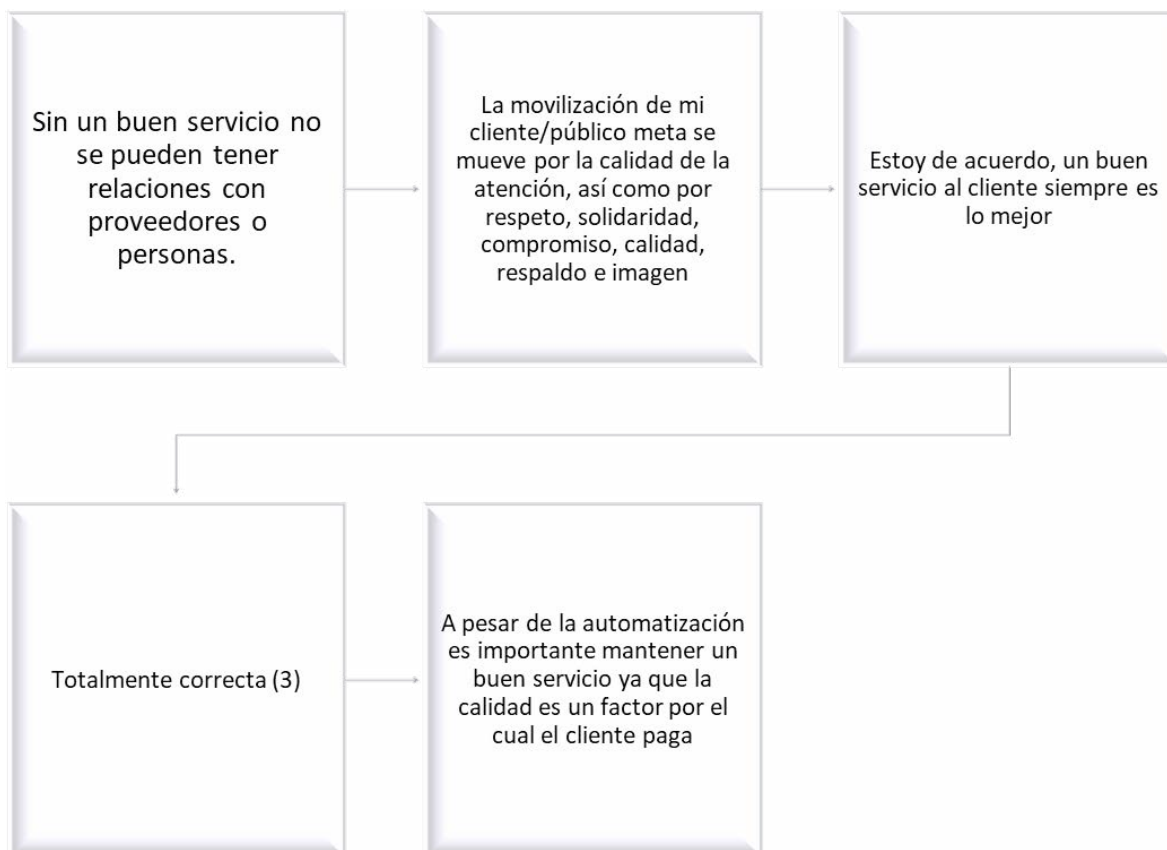 Sin un buen servicio no
se pueden tener
relaciones con
proveedores o
personas.
La movilización de mi
cliente/público meta se
mueve por la calidad de la
atención, así como por
respeto, solidaridad,
compromiso, calidad,
respaldo e imagen
Estoy de acuerdo, un buen
servicio al cliente siempre es
lo mejor
Totalmente correcta (3)
A pesar de la automatización
es importante mantener un
buen servicio ya que la
calidad es un factor por el
cual el cliente paga